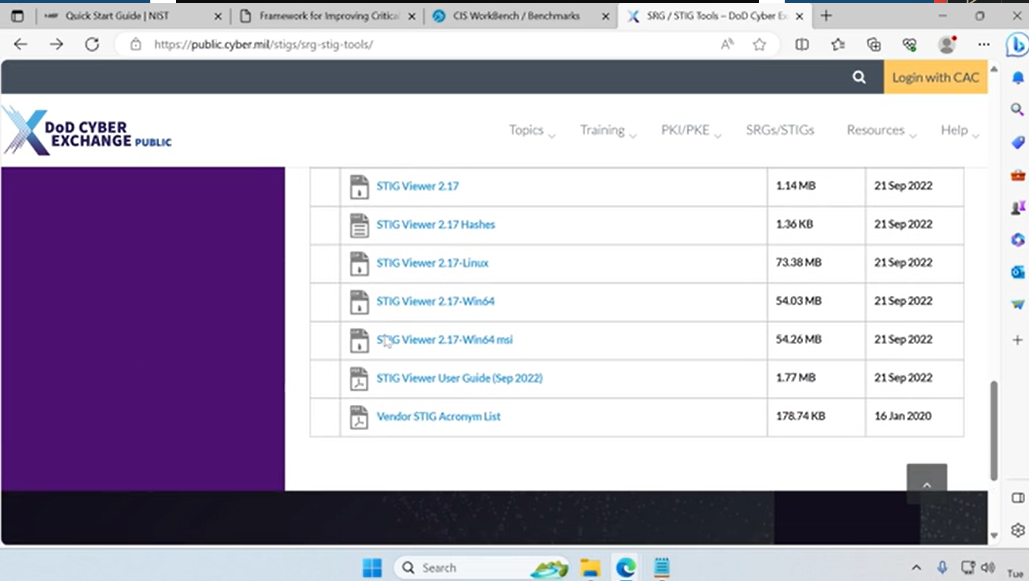 Quick Start Guide | NIST
Framework for Improving Critical
CIS WorkBench / Benchmarks
SRG / STIG Tools – DoD Cyber Ex
https://public.cyber.mil/stigs/srg-stig-tools/
Login with CAC
DoD CYBER
EXCHANGE PUBLIC
Topics
Training
PKI/PKE
SRGs/STIGs
Resources
Help
STIG Viewer 2.17 1.14 MB 21 Sep 2022
STIG Viewer 2.17 Hashes 1.36 KB 21 Sep 2022
STIG Viewer 2.17-Linux 73.38 MB 21 Sep 2022
STIG Viewer 2.17-Win64 54.03 MB 21 Sep 2022
STIG Viewer 2.17-Win64 msi 54.26 MB 21 Sep 2022
STIG Viewer User Guide (Sep 2022) 1.77 MB 21 Sep 2022
Vendor STIG Acronym List 178.74 KB 16 Jan 2020
Search
Tue